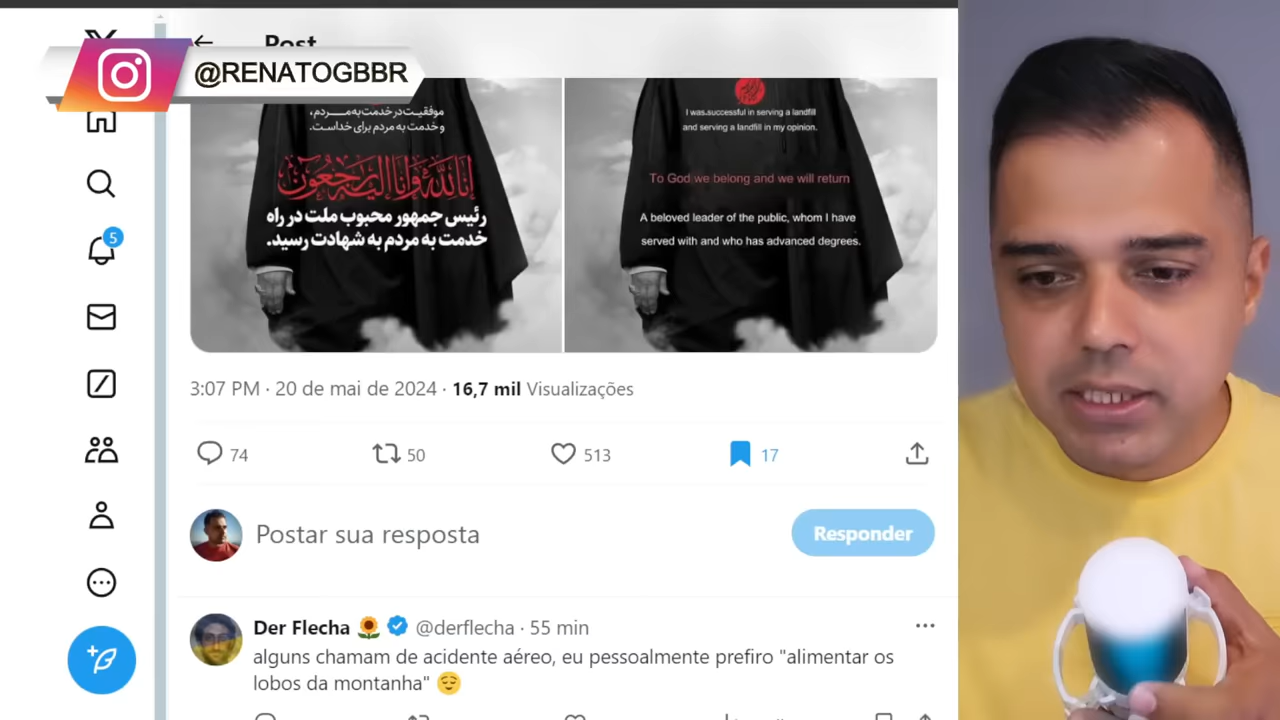 Post
@RENATOGBBR
موفقیت در خدمت به مـــردم،
و خدمت به مردم برای خداست.
إنا لله وإنا إليه راجعون
رئیس جمهور محبوب ملت در راه
خدمت به مردم به شهادت رسید.
I was.successful in serving a landfill
and serving a landfill in my opinion.
To God we belong and we will return
A beloved leader of the public, whom I have
served with and who has advanced degrees.
3:07 PM · 20 de mai de 2024 · 16,7 mil Visualizações
74 50 513 17
5
Postar sua resposta
Responder
Der Flecha 🌻 @derflecha · 55 min
alguns chamam de acidente aéreo, eu pessoalmente prefiro "alimentar os
lobos da montanha" 😌